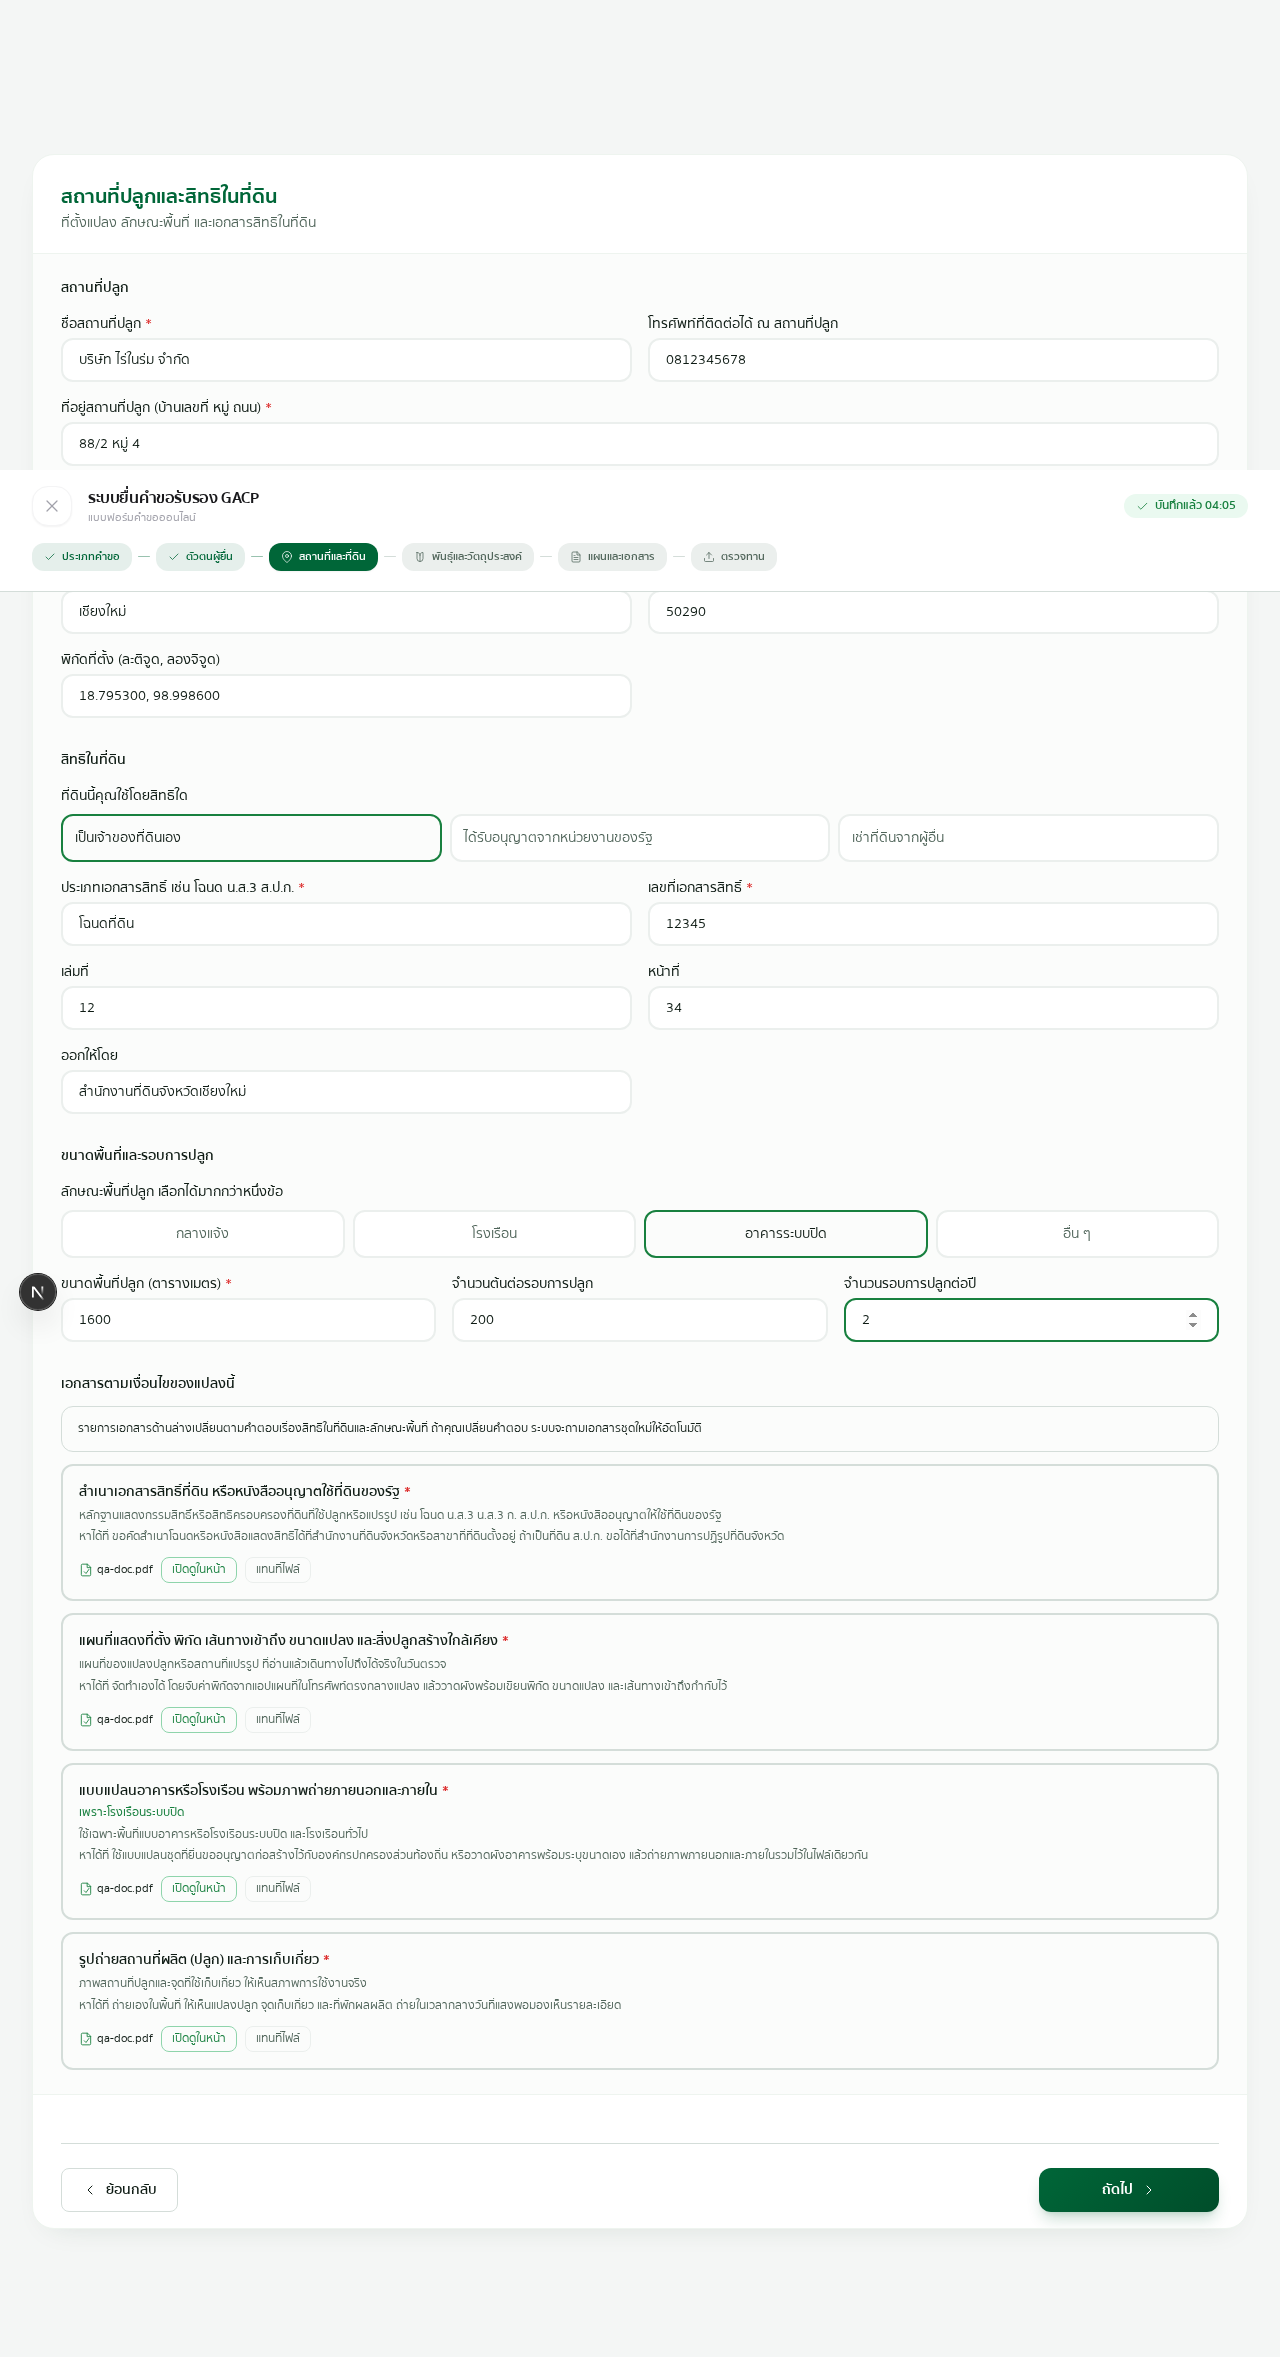 สถานที่ปลูกและสิทธิในที่ดิน
ที่ตั้งแปลง ลักษณะพื้นที่ และเอกสารสิทธิในที่ดิน
สถานที่ปลูก
ชื่อสถานที่ปลูก *
โทรศัพท์ที่ติดต่อได้ ณ สถานที่ปลูก
บริษัท ไร่ในร่ม จำกัด
0812345678
ที่อยู่สถานที่ปลูก (บ้านเลขที่ หมู่ ถนน) *
88/2 หมู่ 4
ระบบยื่นคำขอรับรอง GACP
แบบฟอร์มคำขอออนไลน์
บันทึกแล้ว 04:05
ประเภทคำขอ
ตัวตนผู้ยื่น
สถานที่และที่ดิน
พันธุ์และวัตถุประสงค์
แผนและเอกสาร
ตรวจทาน
เชียงใหม่
50290
พิกัดที่ตั้ง (ละติจูด, ลองจิจูด)
18.795300, 98.998600
สิทธิในที่ดิน
ที่ดินนี้คุณใช้โดยสิทธิใด
เป็นเจ้าของที่ดินเอง
ได้รับอนุญาตจากหน่วยงานของรัฐ
เช่าที่ดินจากผู้อื่น
ประเภทเอกสารสิทธิ์ เช่น โฉนด น.ส.3 ส.ป.ก. *
เลขที่เอกสารสิทธิ์ *
โฉนดที่ดิน
12345
เล่มที่
หน้าที่
12
34
ออกให้โดย
สำนักงานที่ดินจังหวัดเชียงใหม่
ขนาดพื้นที่และรอบการปลูก
ลักษณะพื้นที่ปลูก เลือกได้มากกว่าหนึ่งข้อ
กลางแจ้ง
โรงเรือน
อาคารระบบปิด
อื่น ๆ
ขนาดพื้นที่ปลูก (ตารางเมตร) *
จำนวนต้นต่อรอบการปลูก
จำนวนรอบการปลูกต่อปี
1600
200
2
เอกสารตามเงื่อนไขของแปลงนี้
รายการเอกสารด้านล่างเปลี่ยนตามคำตอบเรื่องสิทธิในที่ดินและลักษณะพื้นที่ ถ้าคุณเปลี่ยนคำตอบ ระบบจะถามเอกสารชุดใหม่ให้อัตโนมัติ
สำเนาเอกสารสิทธิ์ที่ดิน หรือหนังสืออนุญาตใช้ที่ดินของรัฐ *
หลักฐานแสดงกรรมสิทธิ์หรือสิทธิครอบครองที่ดินที่ใช้ปลูกหรือแปรรูป เช่น โฉนด น.ส.3 น.ส.3 ก. ส.ป.ก. หรือหนังสืออนุญาตให้ใช้ที่ดินของรัฐ
หาได้ที่ ขอคัดสำเนาโฉนดหรือหนังสือแสดงสิทธิได้ที่สำนักงานที่ดินจังหวัดหรือสาขาที่ที่ดินตั้งอยู่ ถ้าเป็นที่ดิน ส.ป.ก. ขอได้ที่สำนักงานการปฏิรูปที่ดินจังหวัด
qa-doc.pdf
เปิดดูในหน้า
แทนที่ไฟล์
แผนที่แสดงที่ตั้ง พิกัด เส้นทางเข้าถึง ขนาดแปลง และสิ่งปลูกสร้างใกล้เคียง *
แผนที่ของแปลงปลูกหรือสถานที่แปรรูป ที่อ่านแล้วเดินทางไปถึงได้จริงในวันตรวจ
หาได้ที่ จัดทำเองได้ โดยจับค่าพิกัดจากแอปแผนที่ในโทรศัพท์ตรงกลางแปลง แล้ววาดผังพร้อมเขียนพิกัด ขนาดแปลง และเส้นทางเข้าถึงกำกับไว้
qa-doc.pdf
เปิดดูในหน้า
แทนที่ไฟล์
แบบแปลนอาคารหรือโรงเรือน พร้อมภาพถ่ายภายนอกและภายใน *
เพราะโรงเรือนระบบปิด
ใช้เฉพาะพื้นที่แบบอาคารหรือโรงเรือนระบบปิด และโรงเรือนทั่วไป
หาได้ที่ ใช้แบบแปลนชุดที่ยื่นขออนุญาตก่อสร้างไว้กับองค์กรปกครองส่วนท้องถิ่น หรือวาดผังอาคารพร้อมระบุขนาดเอง แล้วถ่ายภาพภายนอกและภายในรวมไว้ในไฟล์เดียวกัน
qa-doc.pdf
เปิดดูในหน้า
แทนที่ไฟล์
รูปถ่ายสถานที่ผลิต (ปลูก) และการเก็บเกี่ยว *
ภาพสถานที่ปลูกและจุดที่ใช้เก็บเกี่ยว ให้เห็นสภาพการใช้งานจริง
หาได้ที่ ถ่ายเองในพื้นที่ ให้เห็นแปลงปลูก จุดเก็บเกี่ยว และที่พักผลผลิต ถ่ายในเวลากลางวันที่แสงพอมองเห็นรายละเอียด
qa-doc.pdf
เปิดดูในหน้า
แทนที่ไฟล์
ย้อนกลับ
ถัดไป